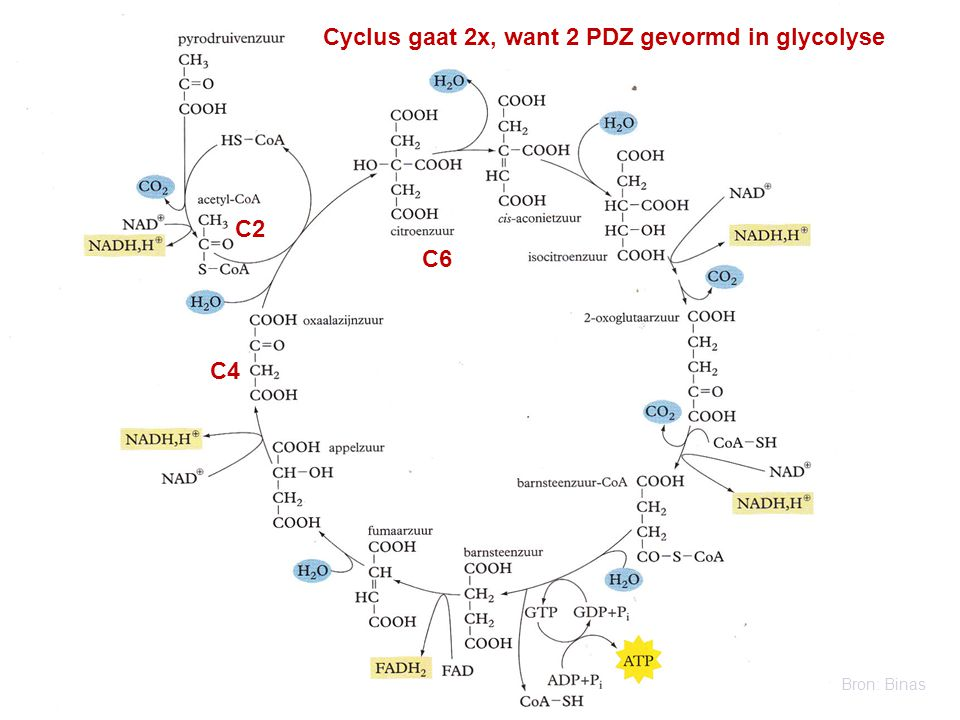 Cyclus gaat 2x, want 2 PDZ gevormd in glycolyse
pyrodruivenzuur
CH₃
C=O
COOH
HS–CoA
CO₂
acetyl-CoA
NAD⊕
NADH,H⊕
CH₃
C=O
S–CoA
C2
H₂O
COOH
CH₂
HO–C–COOH
CH₂
COOH
citroenzuur
C6
H₂O
COOH
CH₂
C–COOH
HC
COOH
cis-aconietzuur
H₂O
COOH
CH₂
HC–COOH
HC–OH
COOH
isocitroenzuur
NAD⊕
NADH,H⊕
CO₂
2-oxoglutaarzuur
COOH
CH₂
CH₂
C=O
COOH
CO₂
CoA–SH
NAD⊕
NADH,H⊕
barnsteenzuur-CoA
COOH
CH₂
CH₂
CO–S–CoA
H₂O
GTP
GDP+Pi
ATP
ADP+Pi
CoA–SH
barnsteenzuur
COOH
CH₂
CH₂
COOH
FADH₂
FAD
fumaarzuur
COOH
CH
HC
COOH
H₂O
COOH appelzuur
CH–OH
CH₂
COOH
NADH,H⊕
NAD⊕
COOH oxaalazijnzuur
C=O
CH₂
COOH
C4
Bron: Binas